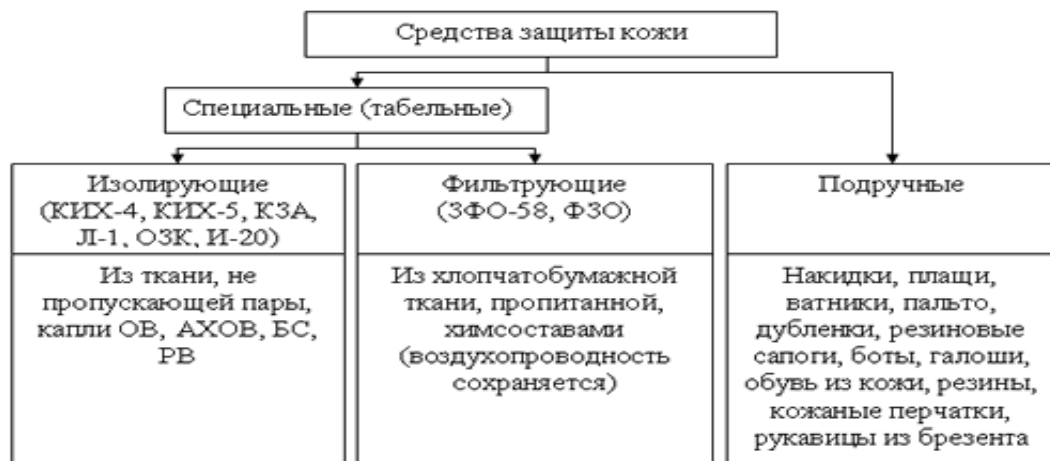 Средства защиты кожи
Специальные (табельные)
Изолирующие
(КИХ-4, КИХ-5, КЗА,
Л-1, ОЗК, И-20)
Фильтрующие
(ЗФО-58, ФЗО)
Подручные
Из ткани, не
пропускающей пары,
капли ОВ, АХОВ, БС,
РВ
Из хлопчатобумажной
ткани, пропитанной,
химсоставами
(воздухопроводность
сохраняется)
Накидки, плащи,
ватники, пальто,
дубленки, резиновые
сапоги, боты, галоши,
обувь из кожи, резины,
кожаные перчатки,
рукавицы из брезента